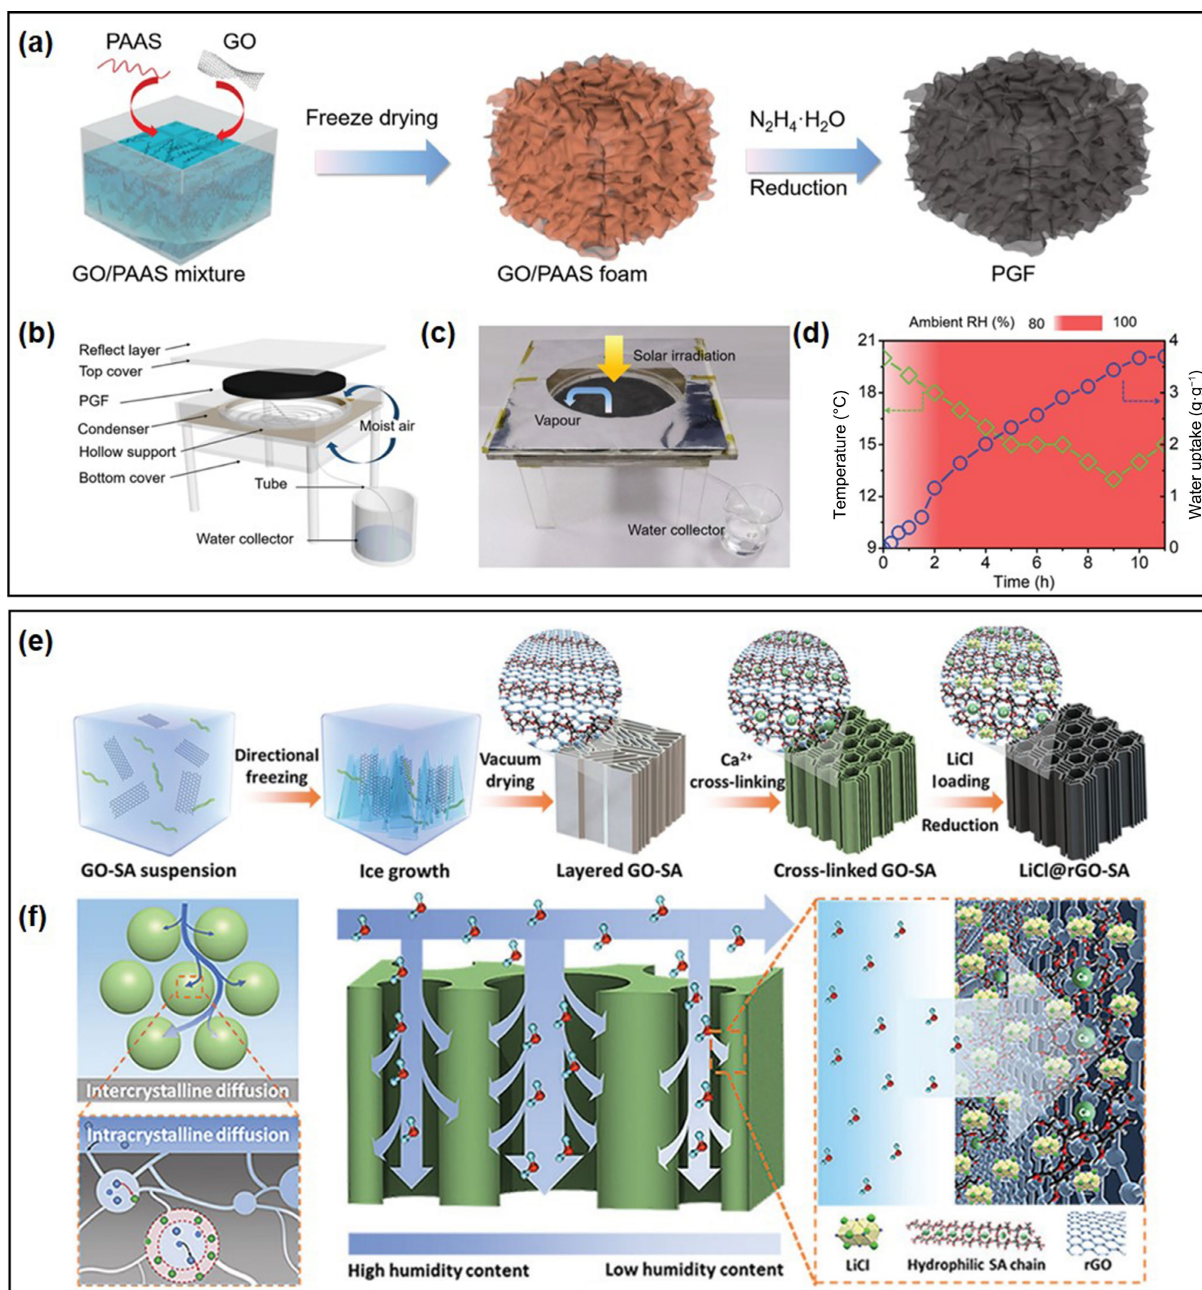 (a)
PAAS
GO
Freeze drying
N₂H₄·H₂O
Reduction
GO/PAAS mixture
GO/PAAS foam
PGF
(b)
Reflect layer
Top cover
PGF
Condenser
Hollow support
Bottom cover
Moist air
Tube
Water collector
(c)
Solar irradiation
Vapour
Water collector
(d)
Ambient RH (%) 80 100
21
18
15
12
9
Temperature (°C)
4
3
2
1
0
Water uptake (g·g⁻¹)
0 2 4 6 8 10
Time (h)
(e)
Directional
freezing
Vacuum
drying
Ca²⁺
cross-linking
LiCl
loading
Reduction
GO-SA suspension
Ice growth
Layered GO-SA
Cross-linked GO-SA
LiCl@rGO-SA
(f)
Intercrystalline diffusion
Intracrystalline diffusion
High humidity content
Low humidity content
LiCl
Hydrophilic SA chain
rGO